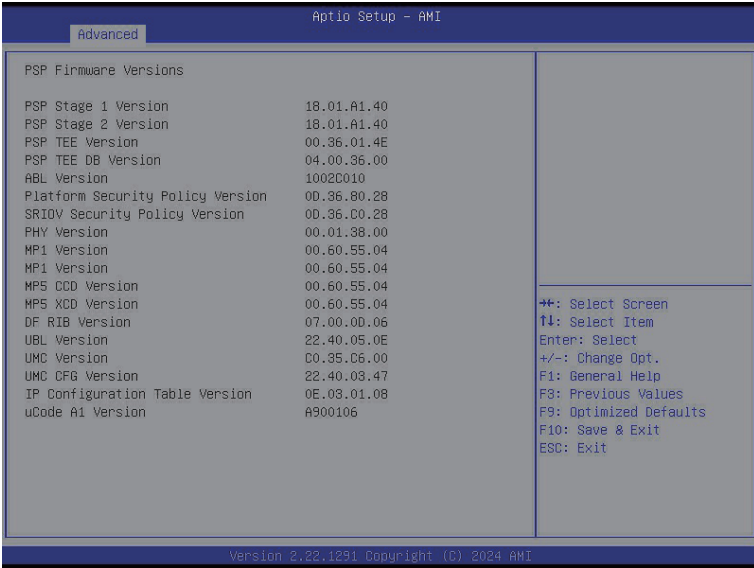 Aptio Setup - AMI
Advanced
PSP Firmware Versions
PSP Stage 1 Version 18.01.A1.40
PSP Stage 2 Version 18.01.A1.40
PSP TEE Version 00.36.01.4E
PSP TEE DB Version 04.00.36.00
ABL Version 1002C010
Platform Security Policy Version 0D.36.80.28
SRIOV Security Policy Version 0D.36.C0.28
PHY Version 00.01.38.00
MP1 Version 00.60.55.04
MP1 Version 00.60.55.04
MP5 CCD Version 00.60.55.04
MP5 XCD Version 00.60.55.04
DF RIB Version 07.00.0D.06
UBL Version 22.40.05.0E
UMC Version C0.35.C6.00
UMC CFG Version 22.40.03.47
IP Configuration Table Version 0E.03.01.08
uCode A1 Version A900106
→←: Select Screen
↑↓: Select Item
Enter: Select
+/-: Change Opt.
F1: General Help
F3: Previous Values
F9: Optimized Defaults
F10: Save & Exit
ESC: Exit
Version 2.22.1291 Copyright (C) 2024 AMI